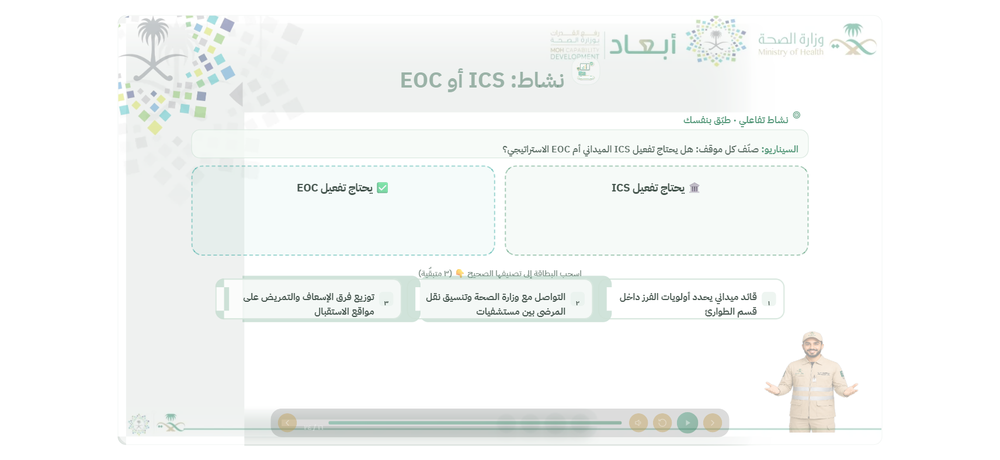 وزارة الصحة
Ministry of Health
أبعاد
رفع القدرات
بوزارة الصحة
MOH CAPABILITY
DEVELOPMENT
نشاط: ICS أو EOC
نشاط تفاعلي · طبّق بنفسك
السيناريو: صنّف كل موقف: هل يحتاج تفعيل ICS الميداني أم EOC الاستراتيجي؟
يحتاج تفعيل ICS
يحتاج تفعيل EOC
اسحب البطاقة إلى تصنيفها الصحيح (٣ متبقّية)
١
قائد ميداني يحدد أولويات الفرز داخل
قسم الطوارئ
٢
التواصل مع وزارة الصحة وتنسيق نقل
المرضى بين مستشفيات
٣
توزيع فرق الإسعاف والتمريض على
مواقع الاستقبال